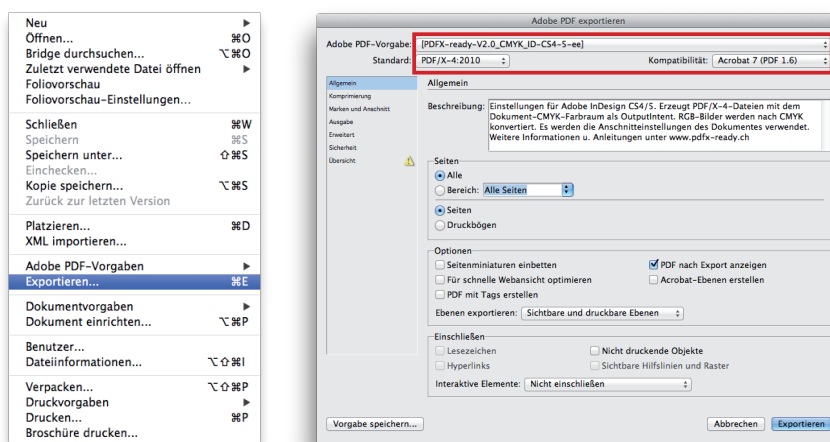 Neu
Öffnen... ⌘O
Bridge durchsuchen... ⌥⌘O
Zuletzt verwendete Datei öffnen
Foliovorschau
Foliovorschau-Einstellungen...
Schließen ⌘W
Speichern ⌘S
Speichern unter... ⇧⌘S
Einchecken...
Kopie speichern... ⌥⌘S
Zurück zur letzten Version
Platzieren... ⌘D
XML importieren...
Adobe PDF-Vorgaben
Exportieren... ⌘E
Dokumentvorgaben
Dokument einrichten... ⌥⌘P
Benutzer...
Dateiinformationen... ⌥⇧⌘I
Verpacken... ⌥⇧⌘P
Druckvorgaben
Drucken... ⌘P
Broschüre drucken...
Adobe PDF exportieren
Adobe PDF-Vorgabe: [PDFX-ready-V2.0_CMYK_ID-CS4-5-ee]
Standard: PDF/X-4:2010 Kompatibilität: Acrobat 7 (PDF 1.6)
Allgemein
Komprimierung
Marken und Anschnitt
Ausgabe
Erweitert
Sicherheit
Übersicht
Allgemein
Beschreibung: Einstellungen für Adobe InDesign CS4/5. Erzeugt PDF/X-4-Dateien mit dem
Dokument-CMYK-Farbraum als OutputIntent. RGB-Bilder werden nach CMYK
konvertiert. Es werden die Anschnitteinstellungen des Dokumentes verwendet.
Weitere Informationen u. Anleitungen unter www.pdfx-ready.ch
Seiten
Alle
Bereich: Alle Seiten
Seiten
Druckbögen
Optionen
Seitenminiaturen einbetten PDF nach Export anzeigen
Für schnelle Webansicht optimieren Acrobat-Ebenen erstellen
PDF mit Tags erstellen
Ebenen exportieren: Sichtbare und druckbare Ebenen
Einschließen
Lesezeichen Nicht druckende Objekte
Hyperlinks Sichtbare Hilfslinien und Raster
Interaktive Elemente: Nicht einschließen
Vorgabe speichern... Abbrechen Exportieren